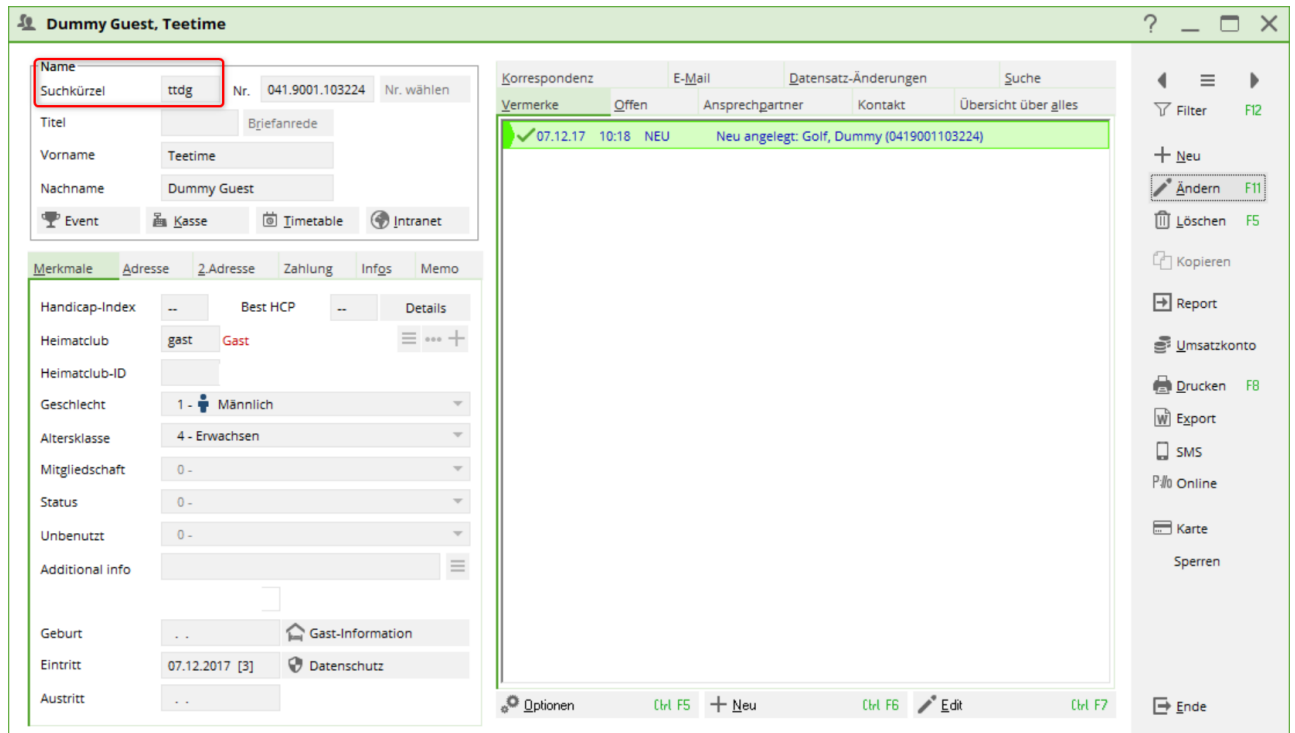 Dummy Guest, Teetime
?
Name
Suchkürzel ttdg Nr. 041.9001.103224 Nr. wählen
Titel Briefanrede
Vorname Teetime
Nachname Dummy Guest
Event Kasse Timetable Intranet
Merkmale Adresse 2.Adresse Zahlung Infos Memo
Handicap-Index -- Best HCP -- Details
Heimatclub gast Gast
Heimatclub-ID
Geschlecht 1 - Männlich
Altersklasse 4 - Erwachsen
Mitgliedschaft 0 -
Status 0 -
Unbenutzt 0 -
Additional info
Geburt . . Gast-Information
Eintritt 07.12.2017 [3] Datenschutz
Austritt . .
Korrespondenz E-Mail Datensatz-Änderungen Suche
Vermerke Offen Ansprechpartner Kontakt Übersicht über alles
07.12.17 10:18 NEU Neu angelegt: Golf, Dummy (0419001103224)
Optionen Ctrl F5 Neu Ctrl F6 Edit Ctrl F7
Filter F12
Neu
Ändern F11
Löschen F5
Kopieren
Report
Umsatzkonto
Drucken F8
W Export
SMS
P://o Online
Karte
Sperren
Ende